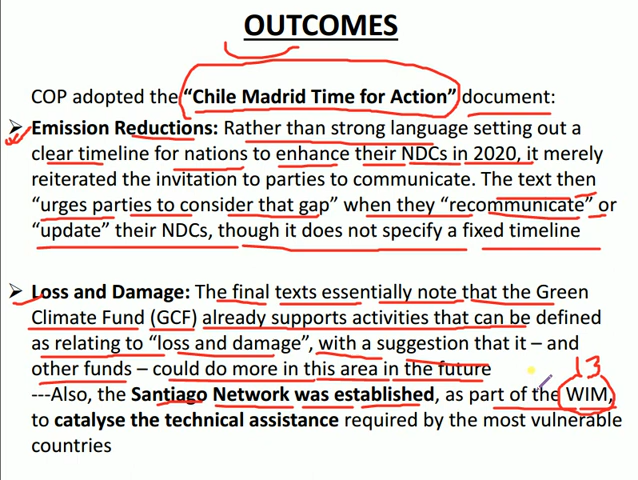 OUTCOMES
COP adopted the “Chile Madrid Time for Action” document:
➢ Emission Reductions: Rather than strong language setting out a
clear timeline for nations to enhance their NDCs in 2020, it merely
reiterated the invitation to parties to communicate. The text then
“urges parties to consider that gap” when they “recommunicate” or
“update” their NDCs, though it does not specify a fixed timeline
➢ Loss and Damage: The final texts essentially note that the Green
Climate Fund (GCF) already supports activities that can be defined
as relating to “loss and damage”, with a suggestion that it – and
other funds – could do more in this area in the future
13
---Also, the Santiago Network was established, as part of the WIM,
to catalyse the technical assistance required by the most vulnerable
countries